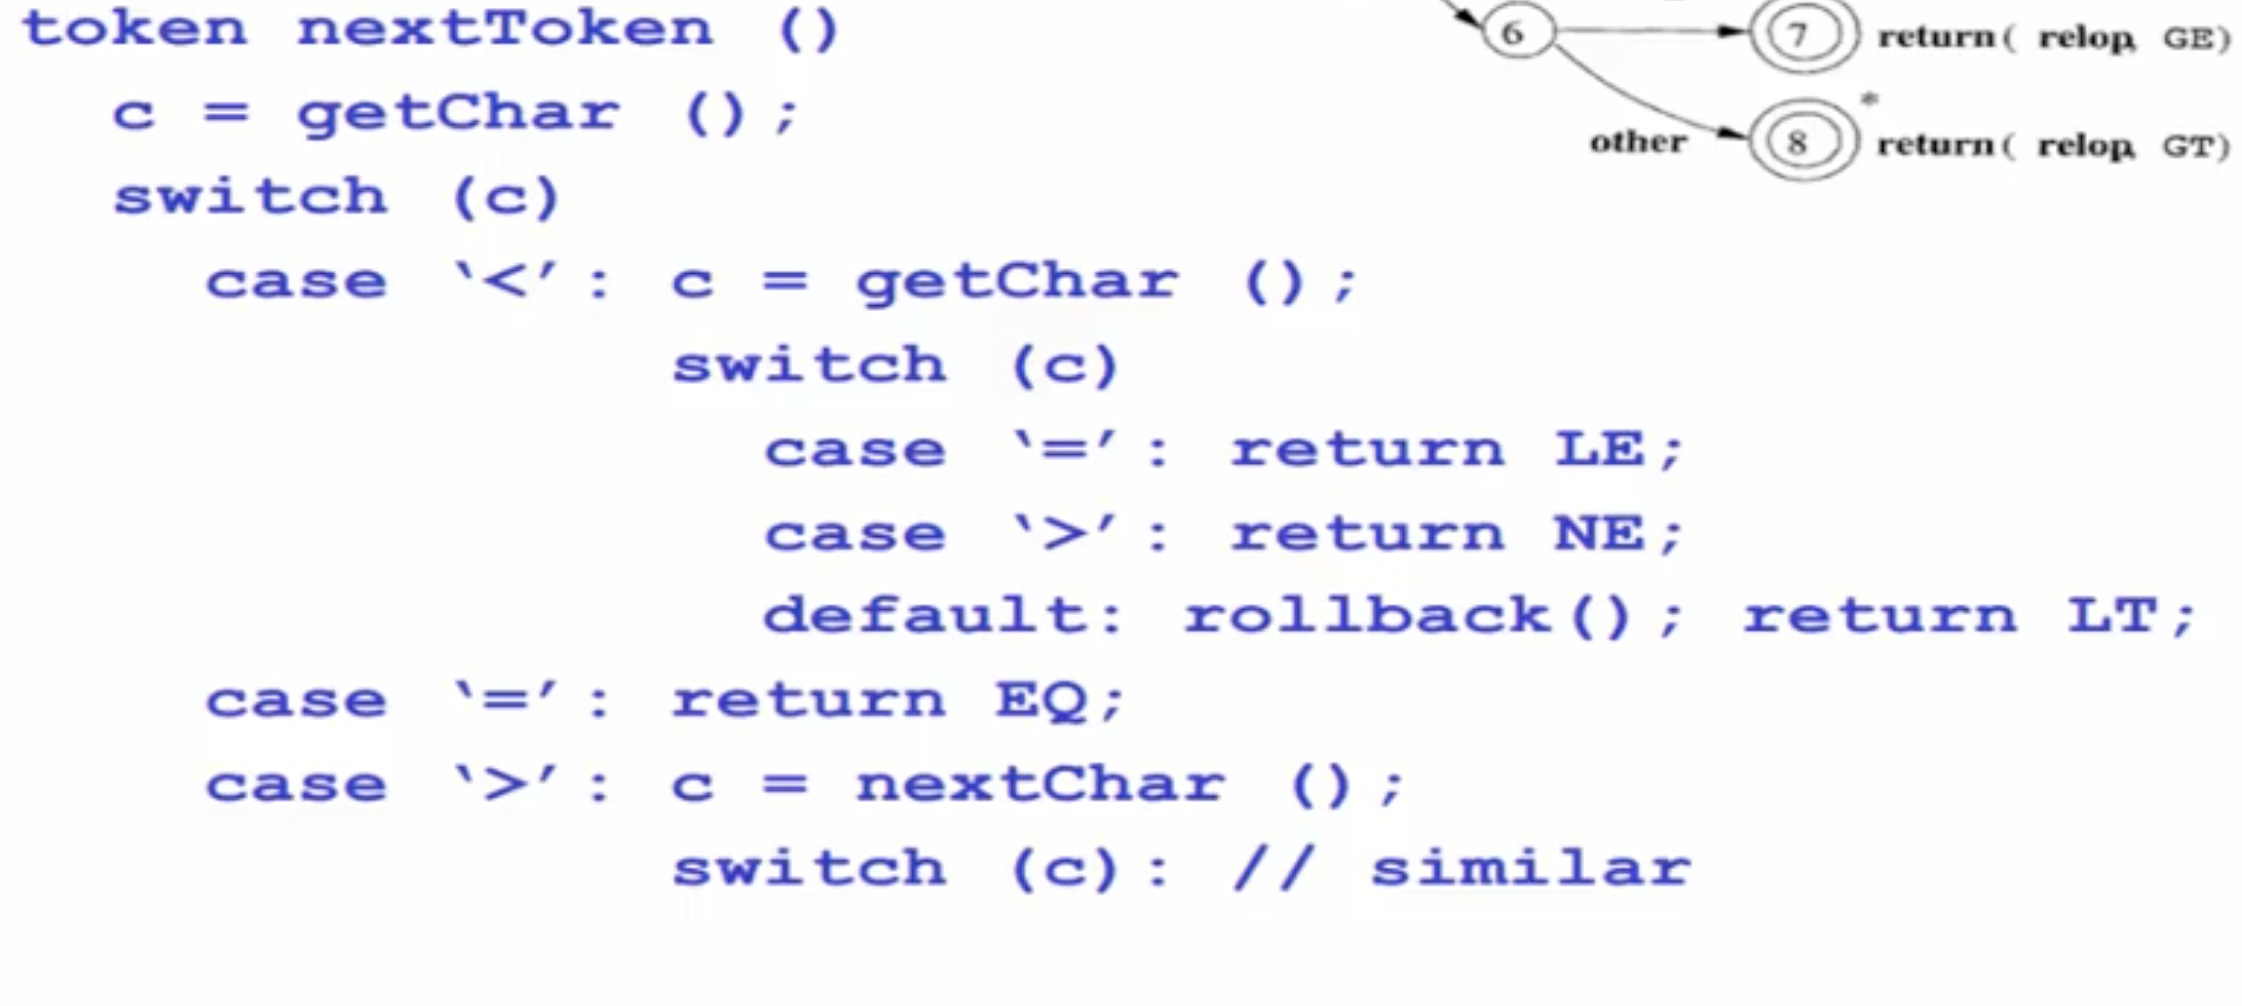 token nextToken ()
c = getChar ();
switch (c)
case ‘<’: c = getChar ();
switch (c)
case ‘=’: return LE;
case ‘>’: return NE;
default: rollback(); return LT;
case ‘=’: return EQ;
case ‘>’: c = nextChar ();
switch (c): // similar
6
7
return( relop, GE)
other
8
*
return( relop, GT)